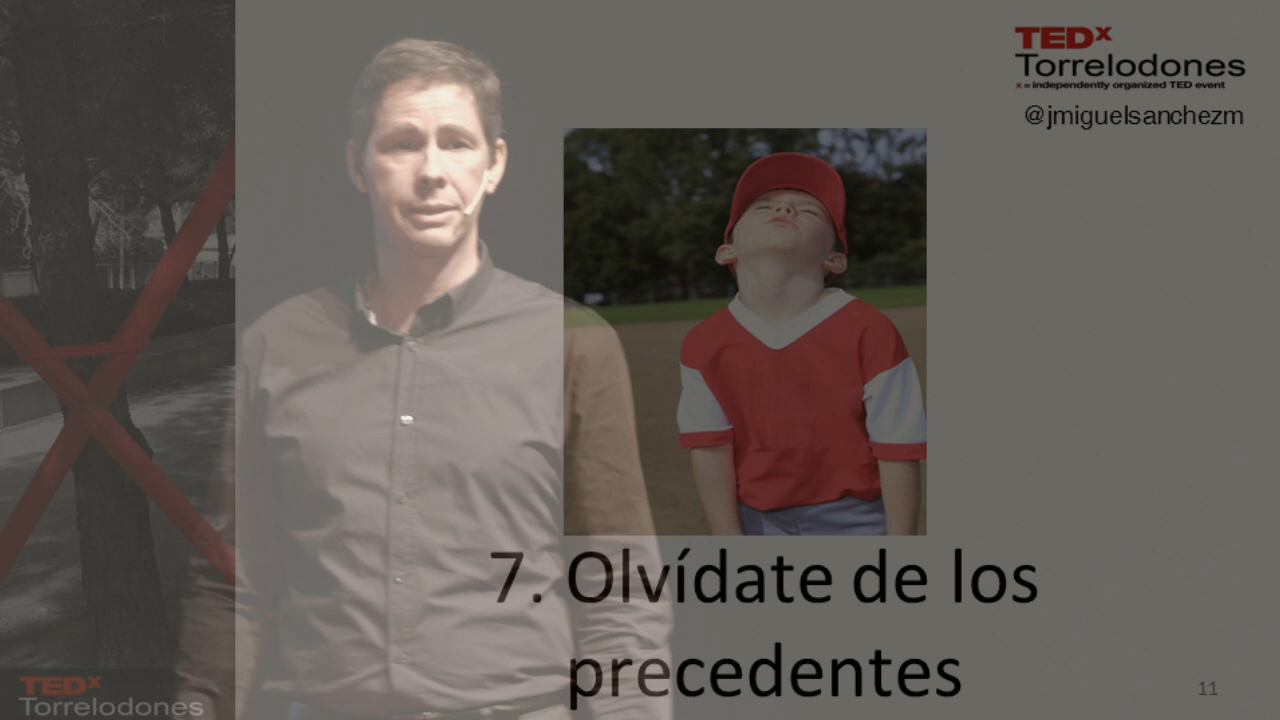 TEDx
Torrelodones
x = independently organized TED event
@jmiguelsanchezm
7. Olvídate de los
precedentes
11
TEDx
Torrelodones